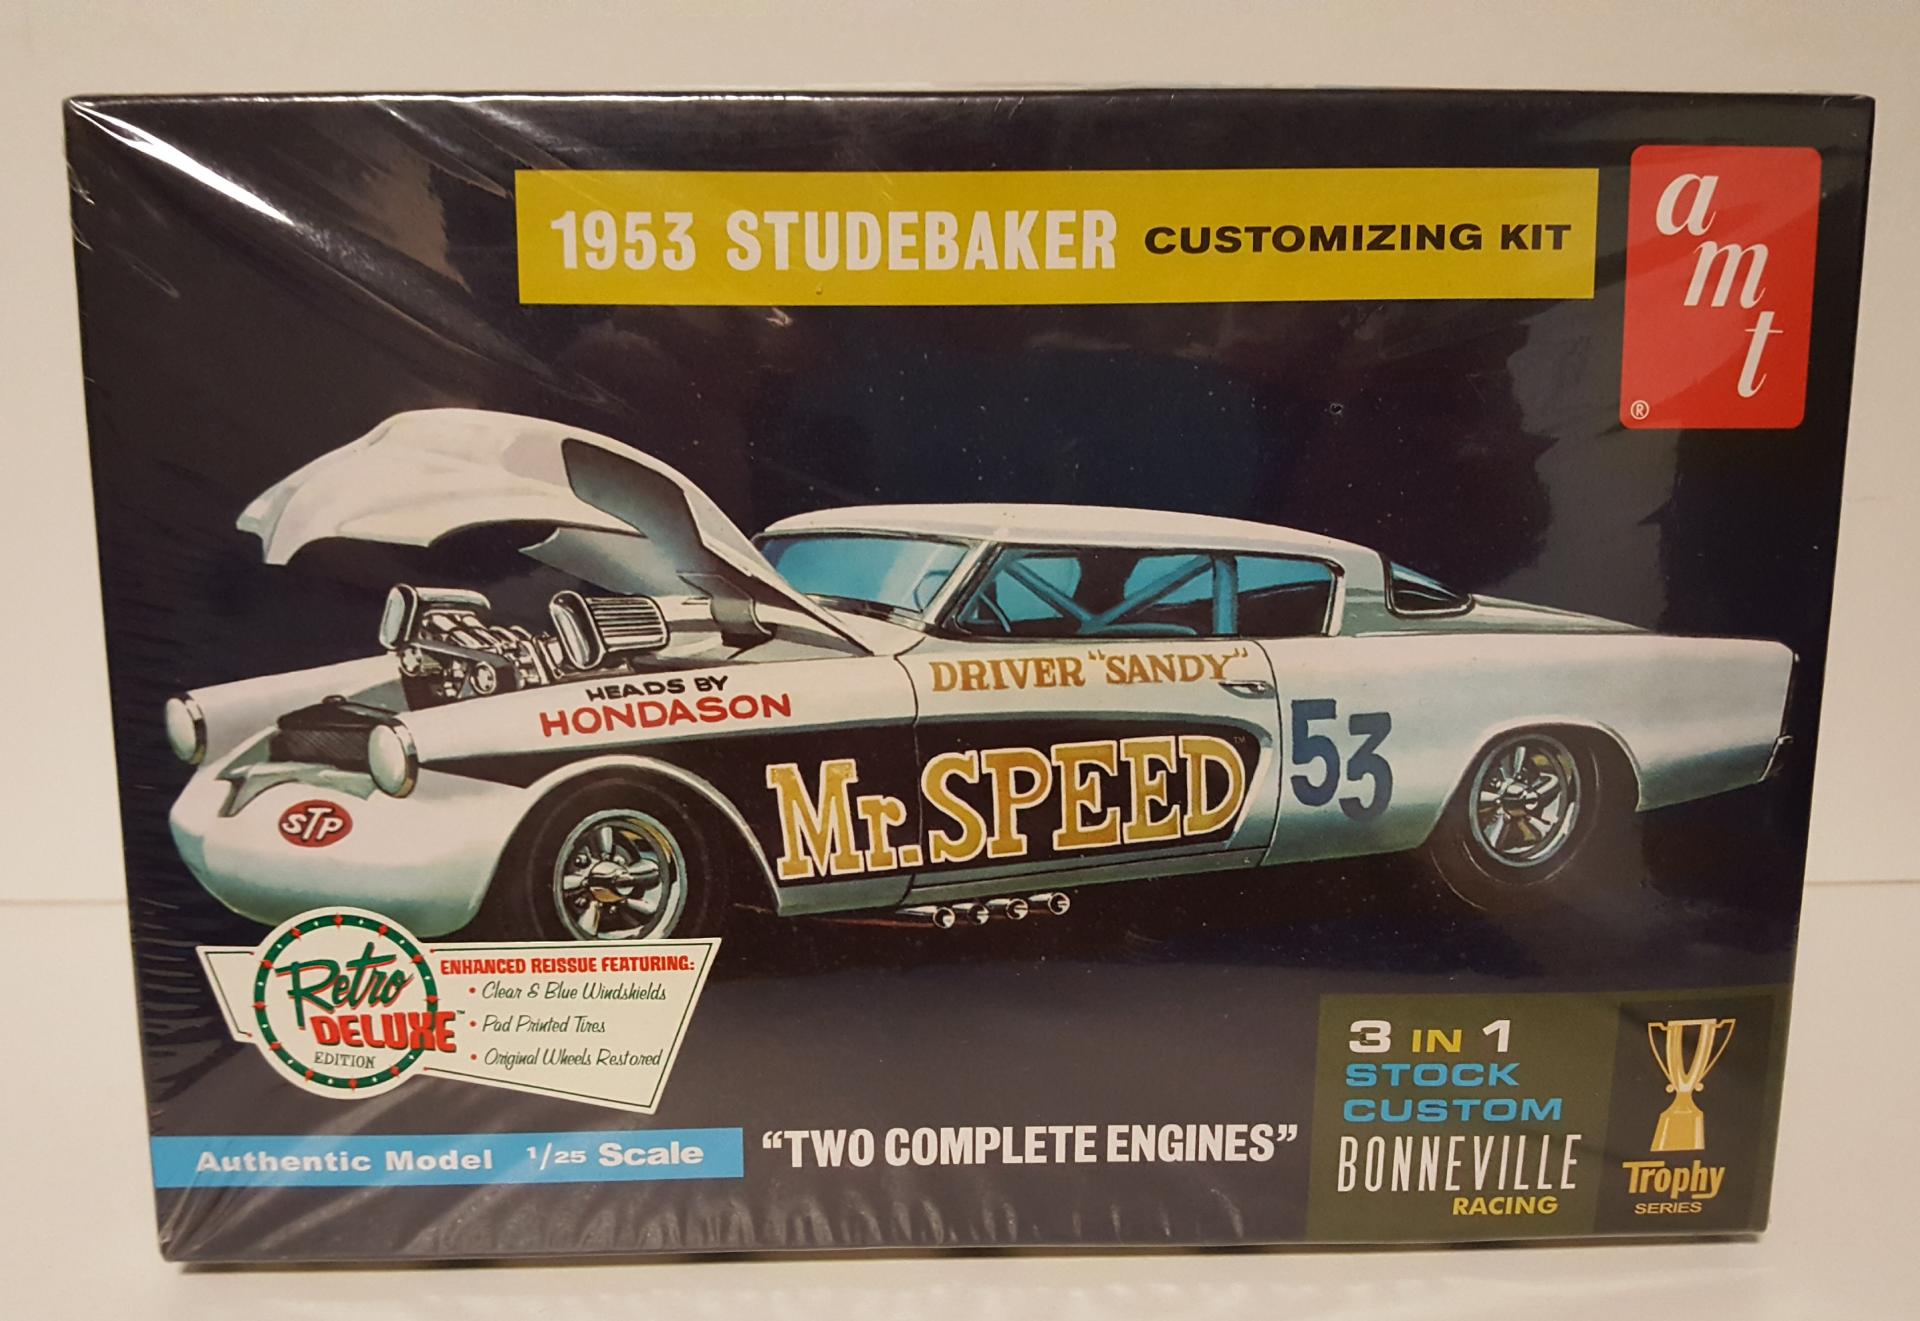 1953 STUDEBAKER CUSTOMIZING KIT
amt
®
HEADS BY
HONDASON
DRIVER "SANDY"
Mr. SPEED™
53
STP
Retro
DELUXE™
EDITION
ENHANCED REISSUE FEATURING:
• Clear & Blue Windshields
• Pad Printed Tires
• Original Wheels Restored
Authentic Model 1/25 Scale
"TWO COMPLETE ENGINES"
3 IN 1
STOCK
CUSTOM
BONNEVILLE
RACING
Trophy
SERIES